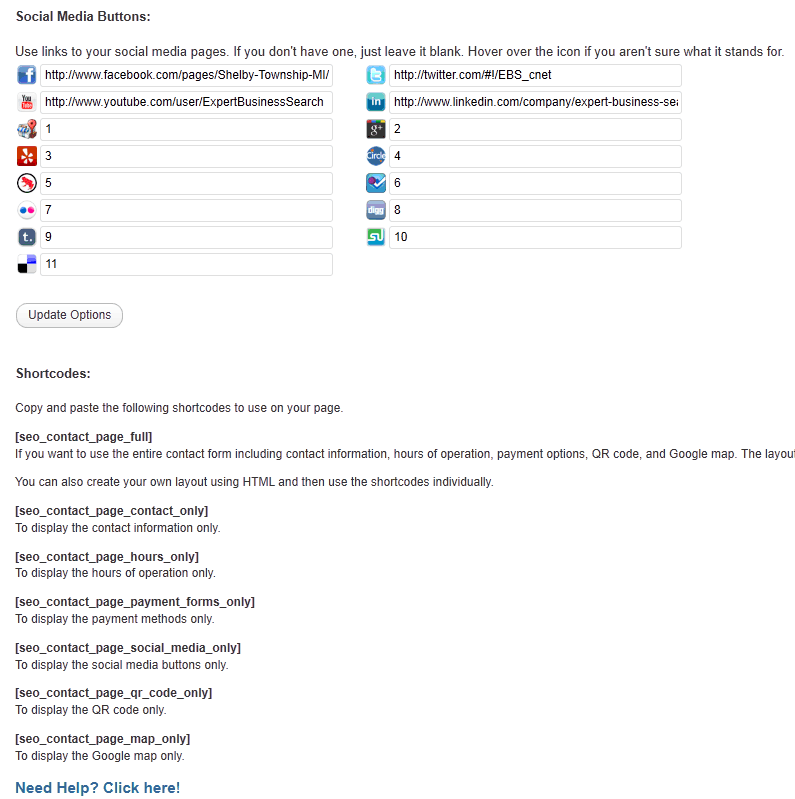 Social Media Buttons:
Use links to your social media pages. If you don't have one, just leave it blank. Hover over the icon if you aren't sure what it stands for.
f http://www.facebook.com/pages/Shelby-Township-MI/
t http://twitter.com/#!/EBS_cnet
You Tube http://www.youtube.com/user/ExpertBusinessSearch
in http://www.linkedin.com/company/expert-business-sea
1
g+ 2
3
Circle 4
5
6
7
digg 8
t. 9
10
11
Update Options
Shortcodes:
Copy and paste the following shortcodes to use on your page.
[seo_contact_page_full]
If you want to use the entire contact form including contact information, hours of operation, payment options, QR code, and Google map. The layout
You can also create your own layout using HTML and then use the shortcodes individually.
[seo_contact_page_contact_only]
To display the contact information only.
[seo_contact_page_hours_only]
To display the hours of operation only.
[seo_contact_page_payment_forms_only]
To display the payment methods only.
[seo_contact_page_social_media_only]
To display the social media buttons only.
[seo_contact_page_qr_code_only]
To display the QR code only.
[seo_contact_page_map_only]
To display the Google map only.
Need Help? Click here!